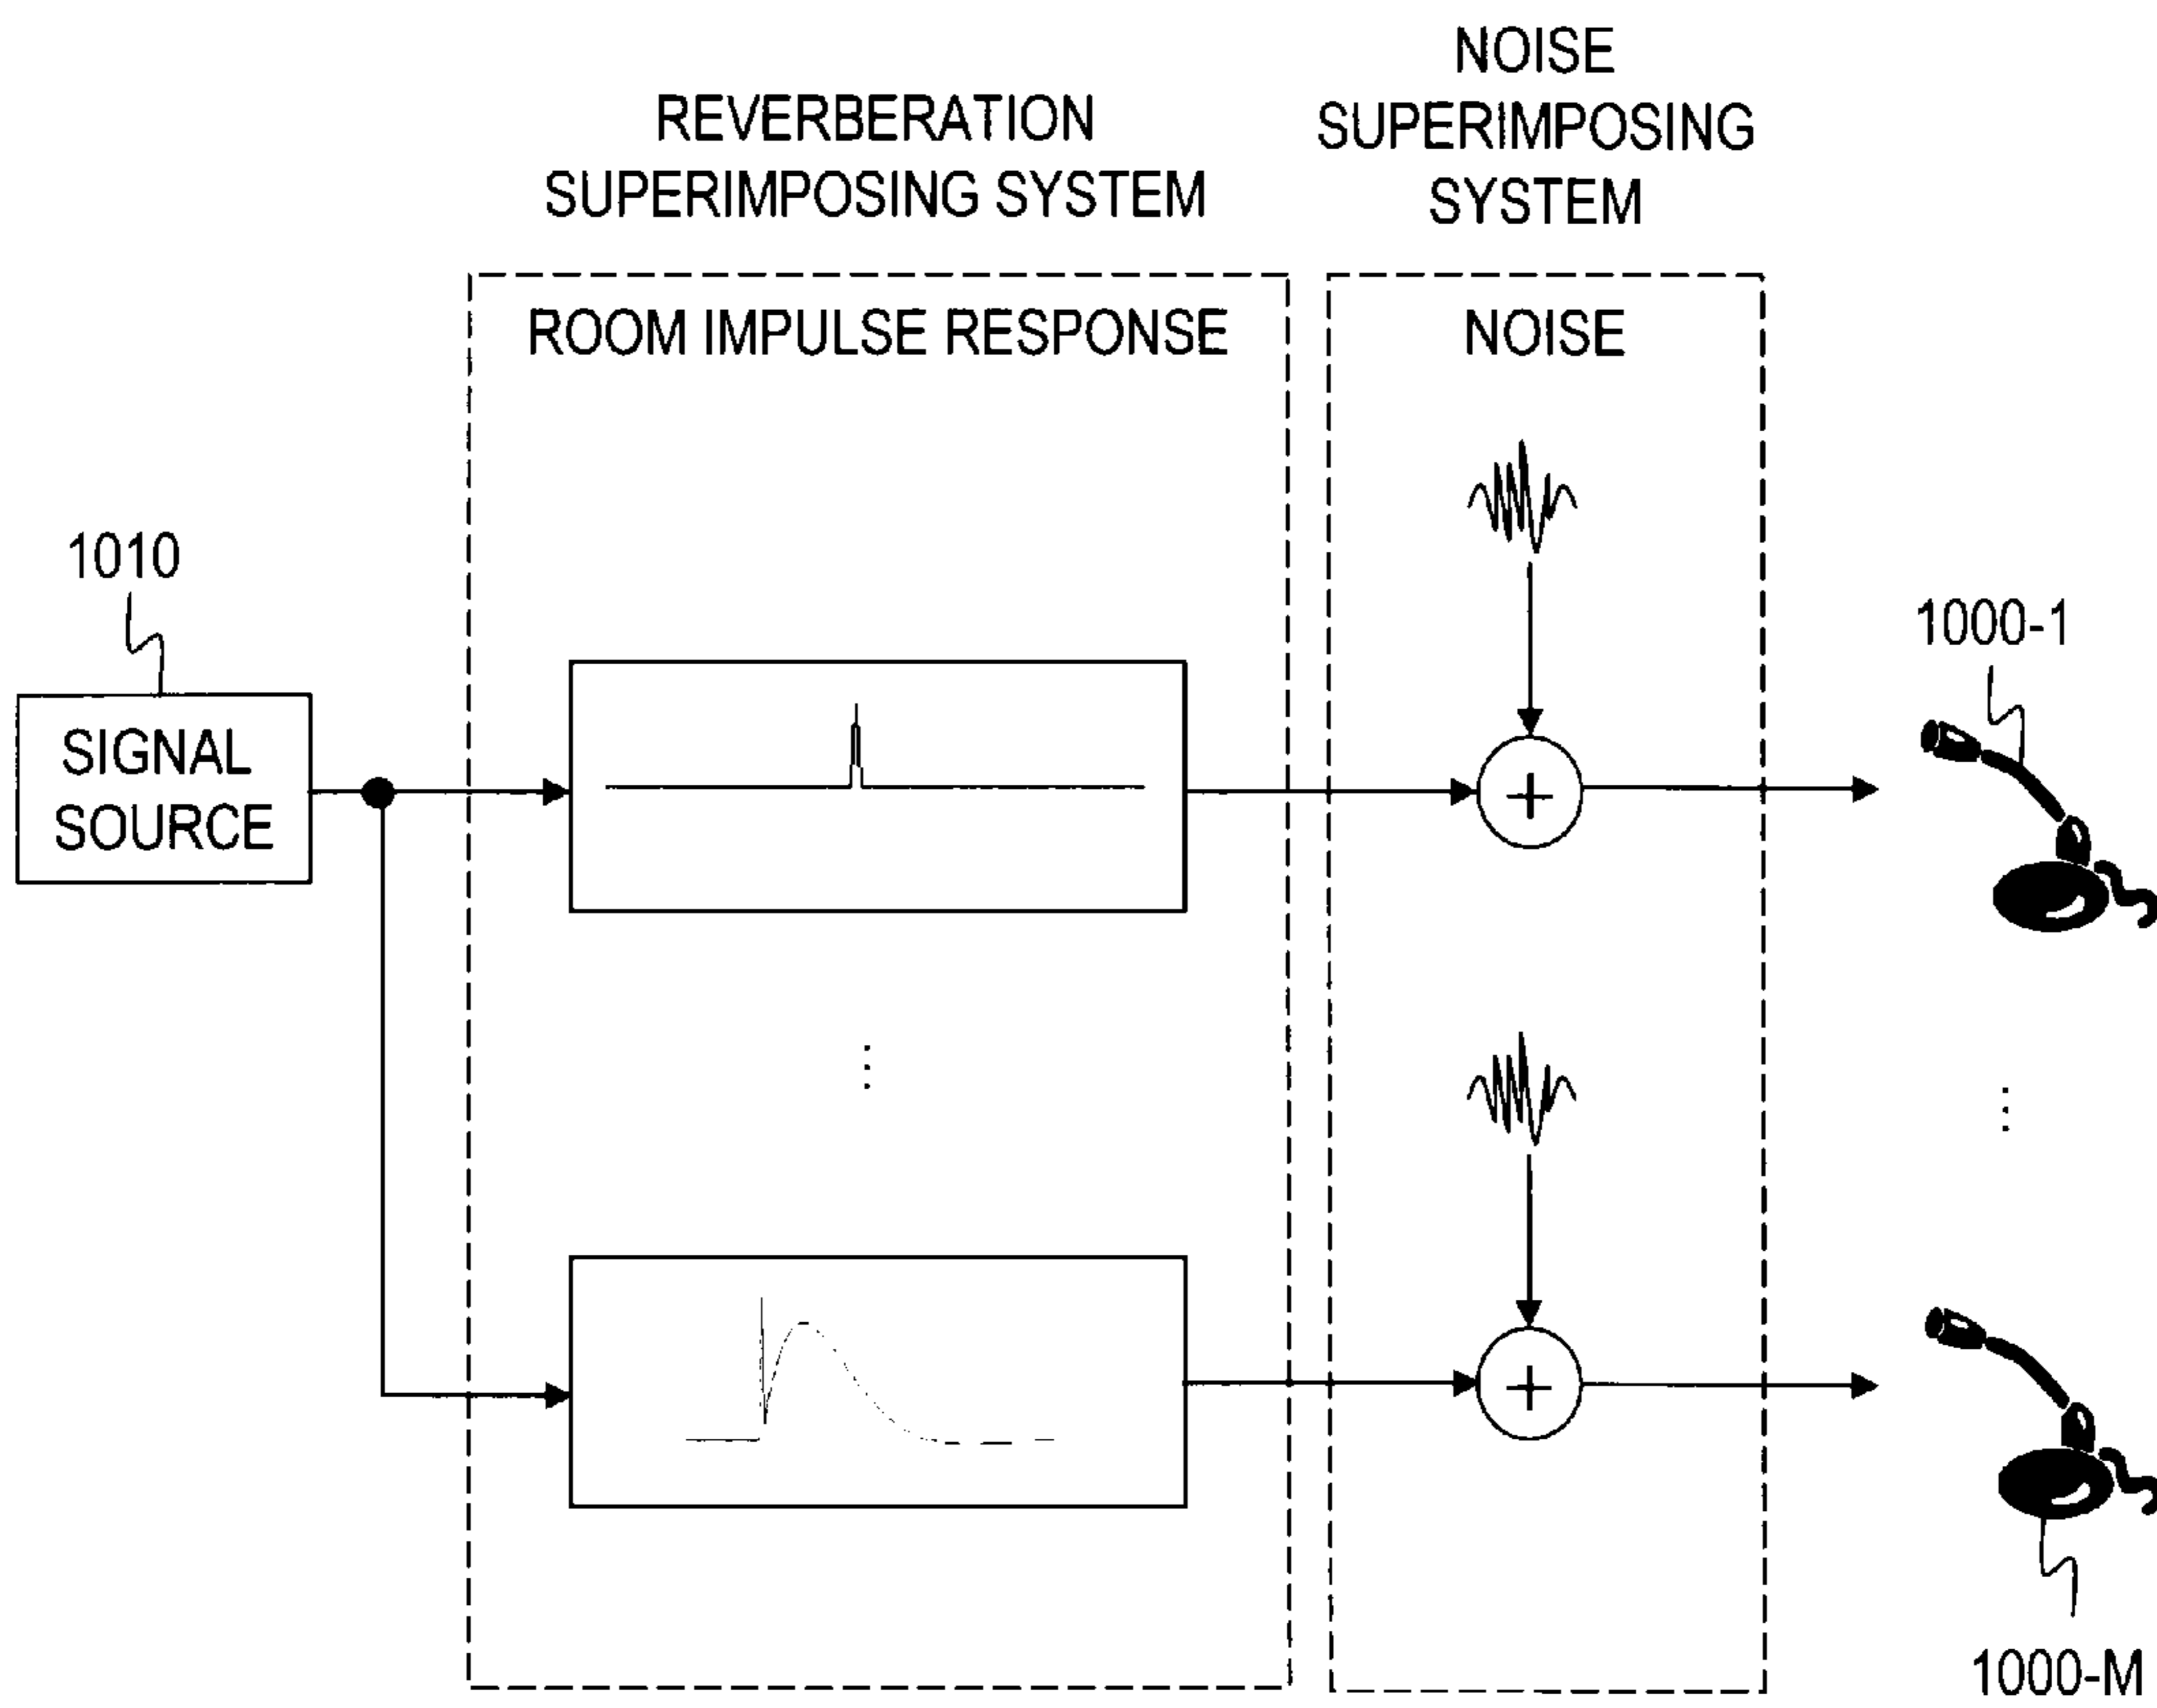 REVERBERATION
SUPERIMPOSING SYSTEM
NOISE
SUPERIMPOSING
SYSTEM
ROOM IMPULSE RESPONSE
NOISE
1010
SIGNAL
SOURCE
+
1000-1
+
1000-M